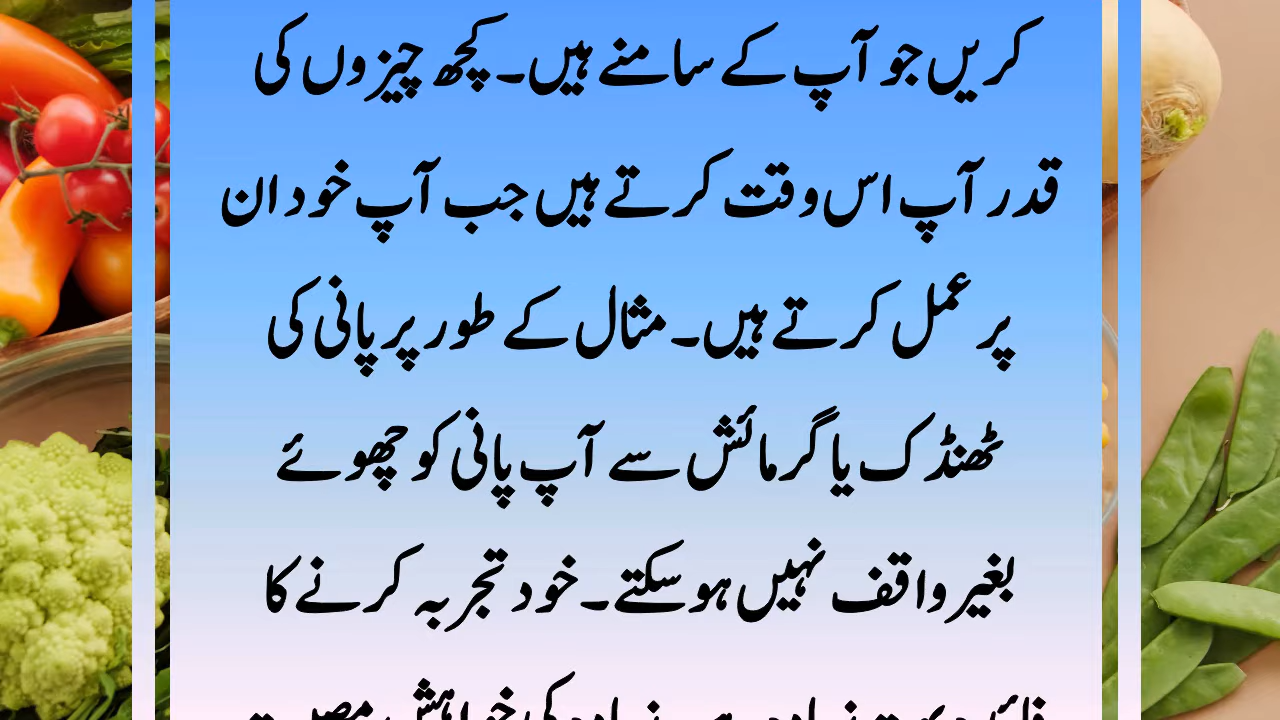 کریں جو آپ کے سامنے ہیں۔ کچھ چیزوں کی
قدر آپ اس وقت کرتے ہیں جب آپ خود ان
پر عمل کرتے ہیں۔ مثال کے طور پر پانی کی
ٹھنڈک یا گرمائش سے آپ پانی کو چھوئے
بغیر واقف نہیں ہو سکتے۔ خود تجربہ کرنے کا